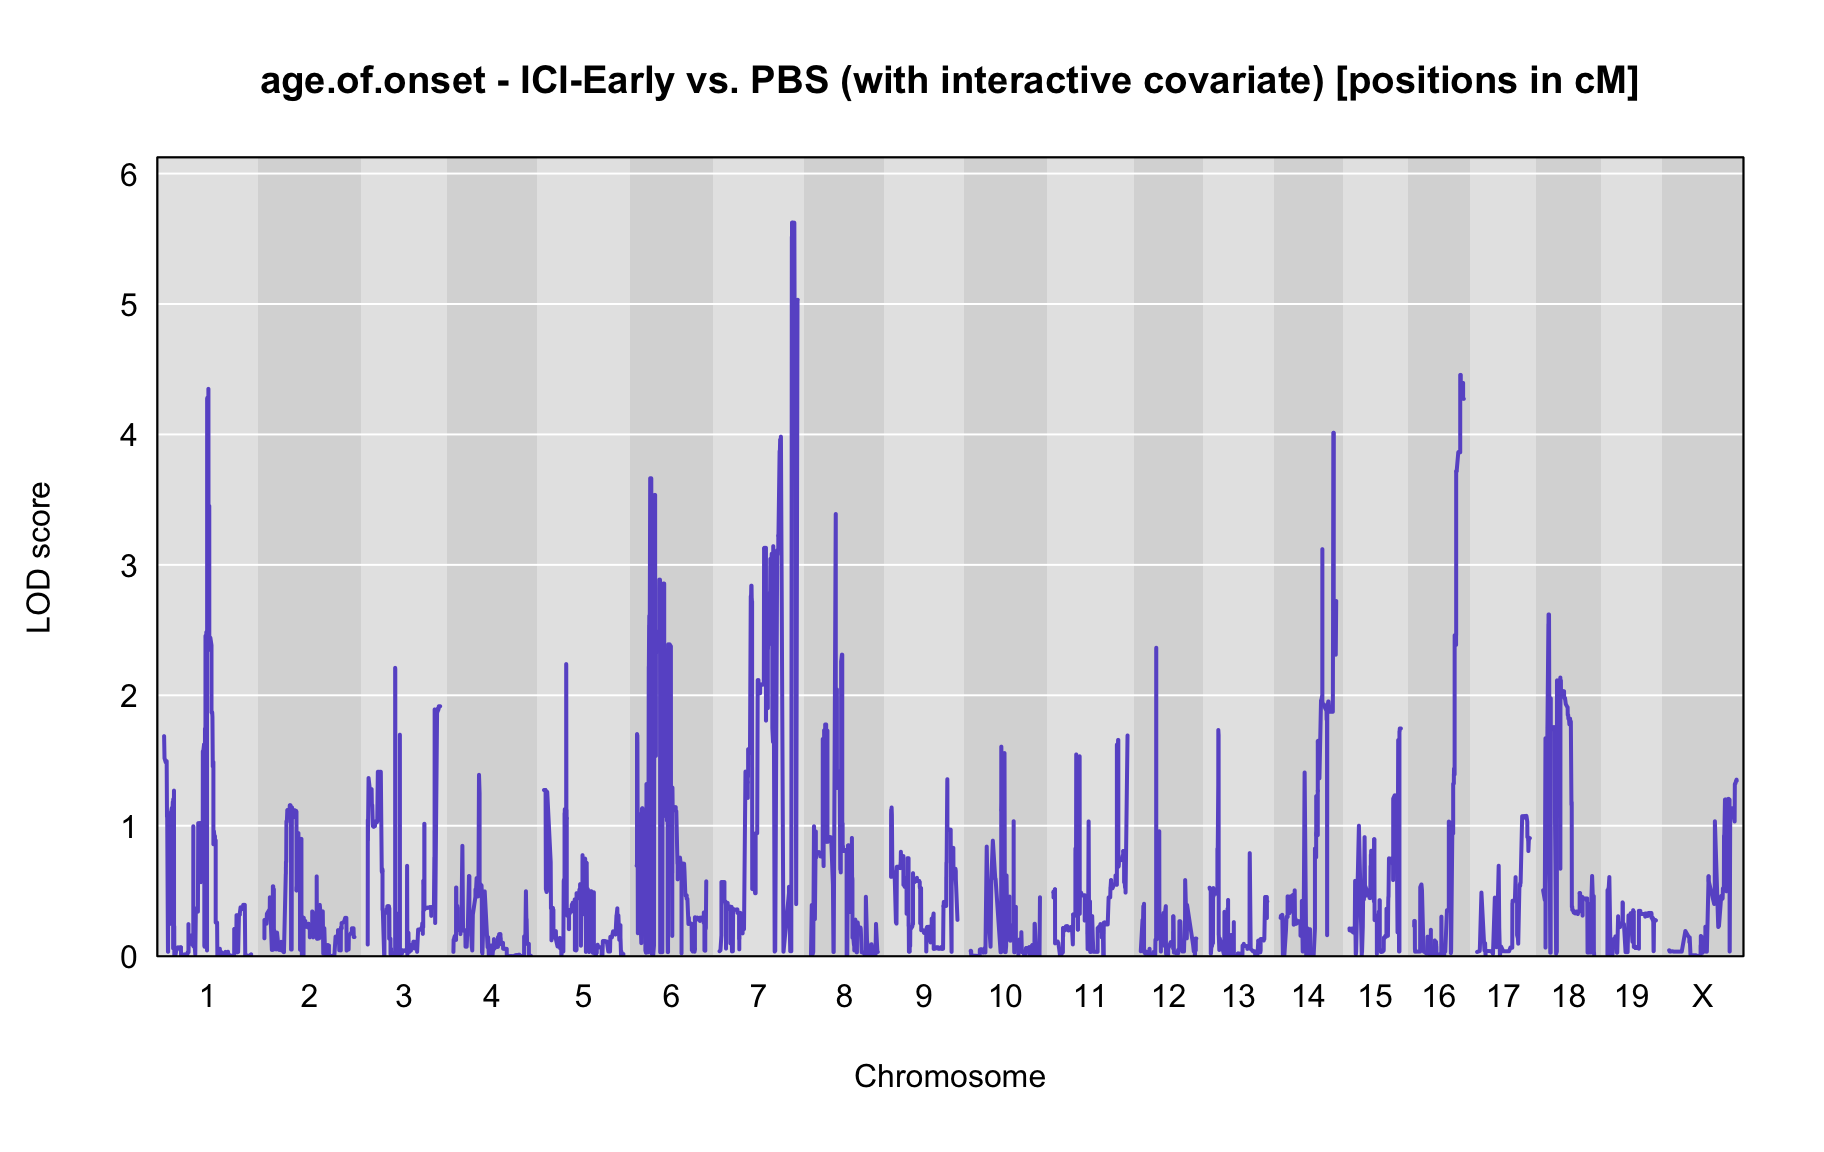 age.of.onset - ICI-Early vs. PBS (with interactive covariate) [positions in cM]
6
5
4
3
2
1
0
LOD score
1 2 3 4 5 6 7 8 9 10 11 12 13 14 15 16 17 18 19 X
Chromosome